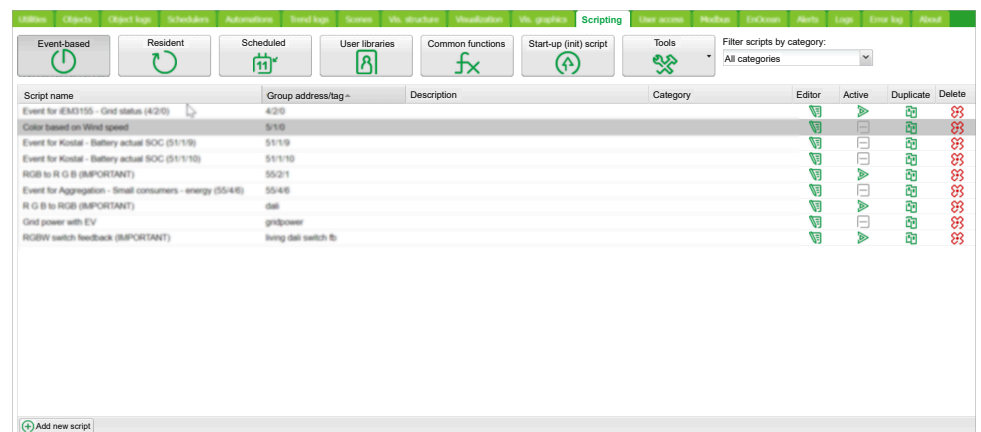 Utilities Objects Object logs Schedulers Automations Trend logs Scenes Vis. structure Visualization Vis. graphics Scripting User access Modbus EnOcean Alerts Logs Error log About
Event-based Resident Scheduled User libraries Common functions Start-up (init) script Tools Filter scripts by category:
11 fx All categories
Script name Group address/tag Description Category Editor Active Duplicate Delete
Event for iEM3155 - Grid status (4/2/0) 4/2/0
Color based on Wind speed 5/1/0
Event for Kostal - Battery actual SOC (51/1/9) 51/1/9
Event for Kostal - Battery actual SOC (51/1/10) 51/1/10
RGB to R G B (IMPORTANT) 55/2/1
Event for Aggregation - Small consumers - energy (55/4/6) 55/4/6
R G B to RGB (IMPORTANT) dali
Grid power with EV gridpower
RGBW switch feedback (IMPORTANT) living dali switch fb
Add new script